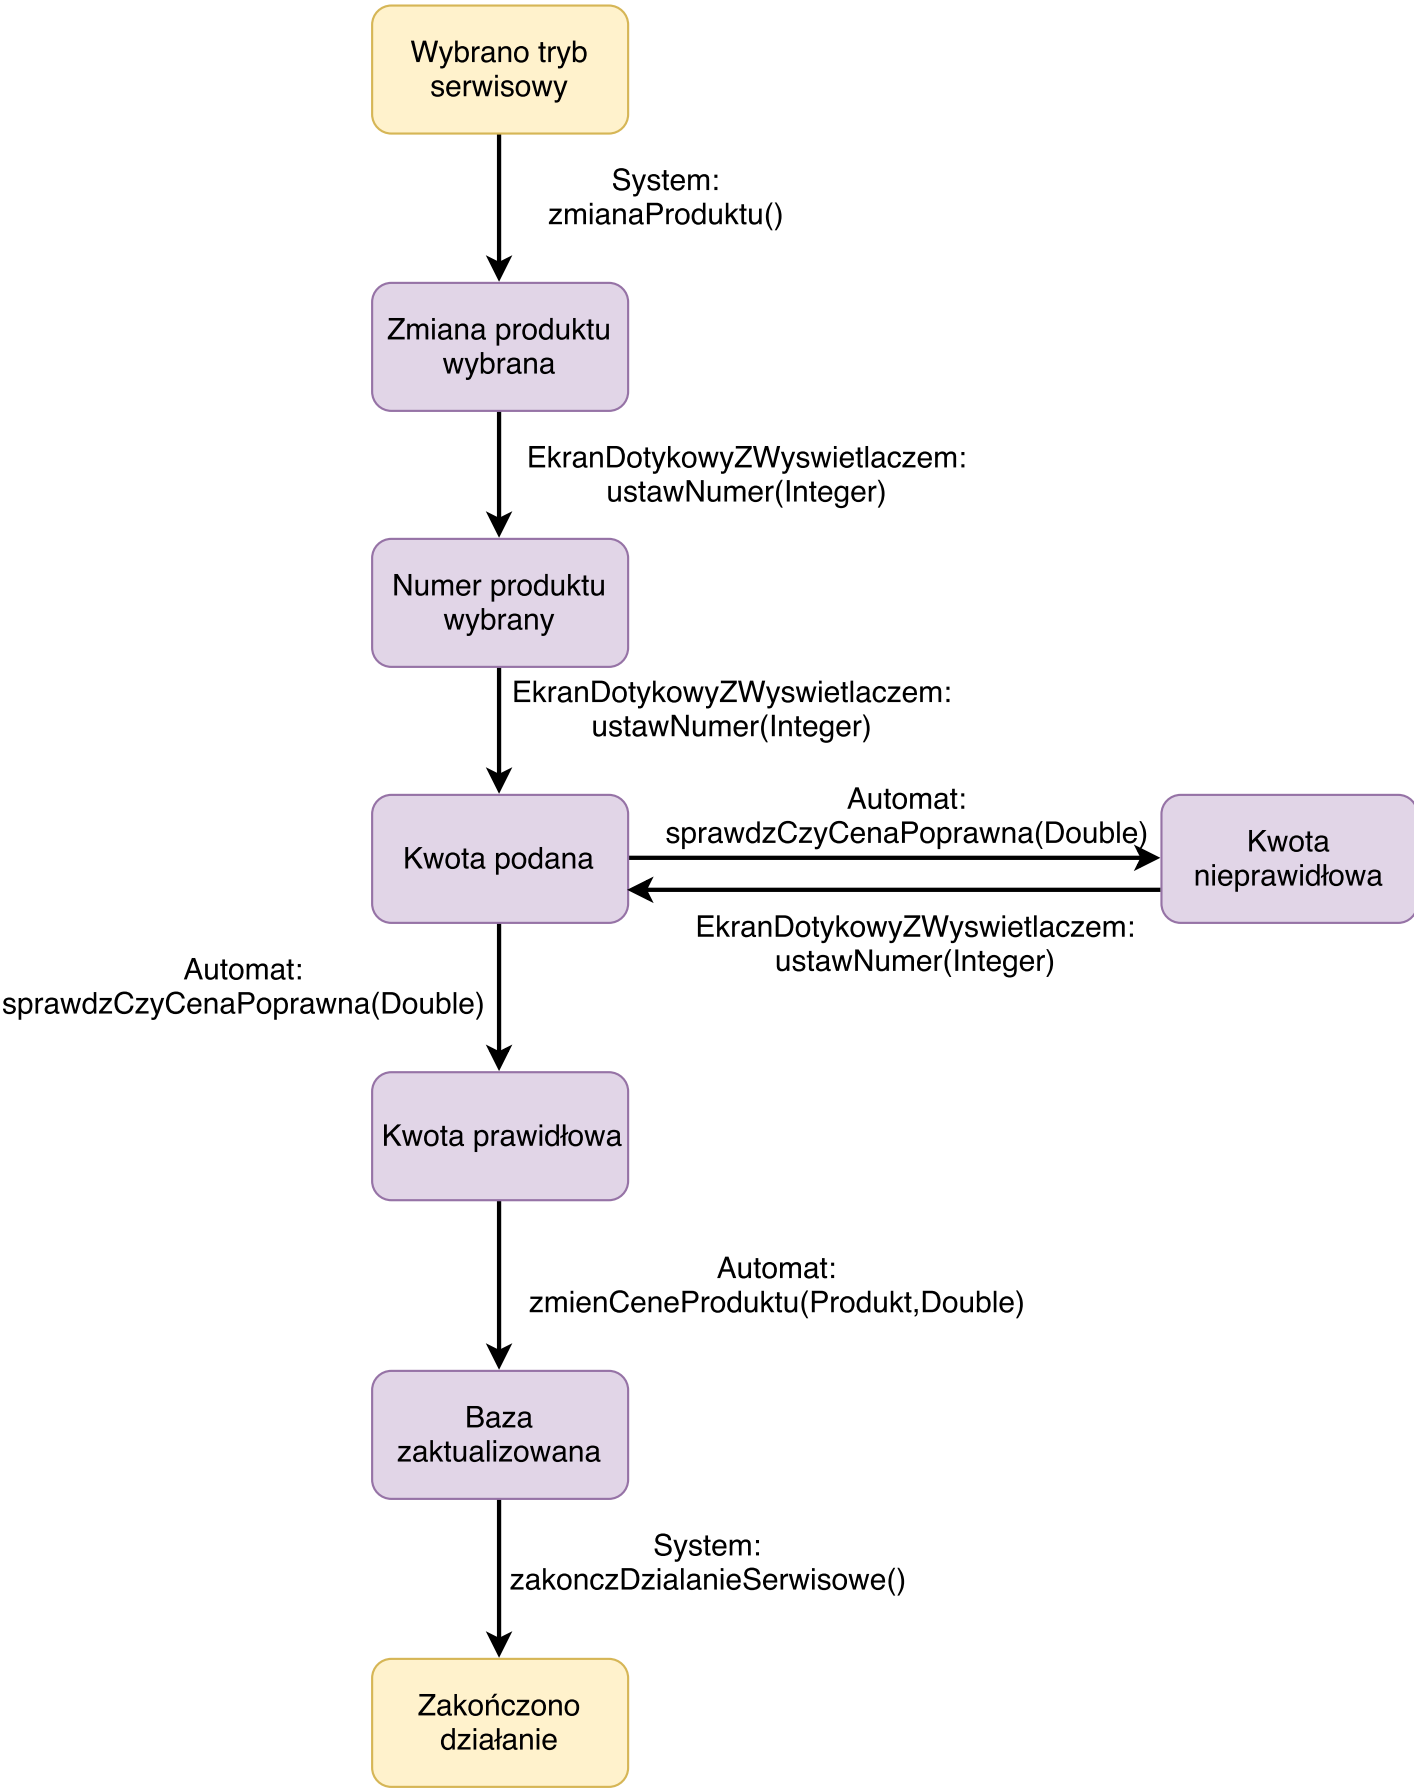 Wybrano tryb
serwisowy
System:
zmianaProduktu()
Zmiana produktu
wybrana
EkranDotykowyZWyswietlaczem:
ustawNumer(Integer)
Numer produktu
wybrany
EkranDotykowyZWyswietlaczem:
ustawNumer(Integer)
Kwota podana
Automat:
sprawdzCzyCenaPoprawna(Double)
Kwota
nieprawidłowa
EkranDotykowyZWyswietlaczem:
ustawNumer(Integer)
Automat:
sprawdzCzyCenaPoprawna(Double)
Kwota prawidłowa
Automat:
zmienCeneProduktu(Produkt,Double)
Baza
zaktualizowana
System:
zakonczDzialanieSerwisowe()
Zakończono
działanie